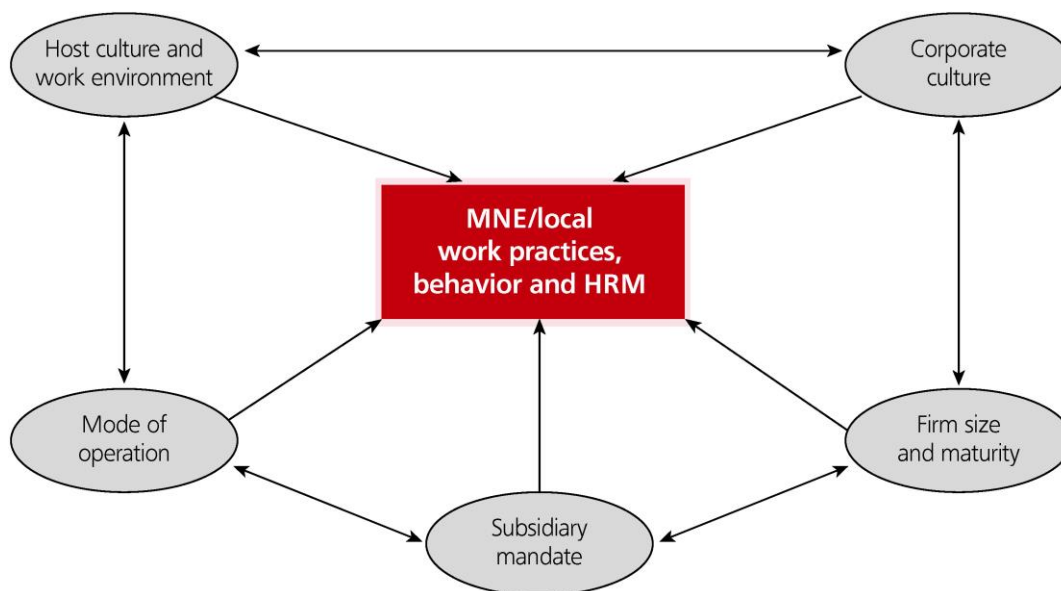 Host culture and
work environment
Corporate
culture
MNE/local
work practices,
behavior and HRM
Mode of
operation
Firm size
and maturity
Subsidiary
mandate